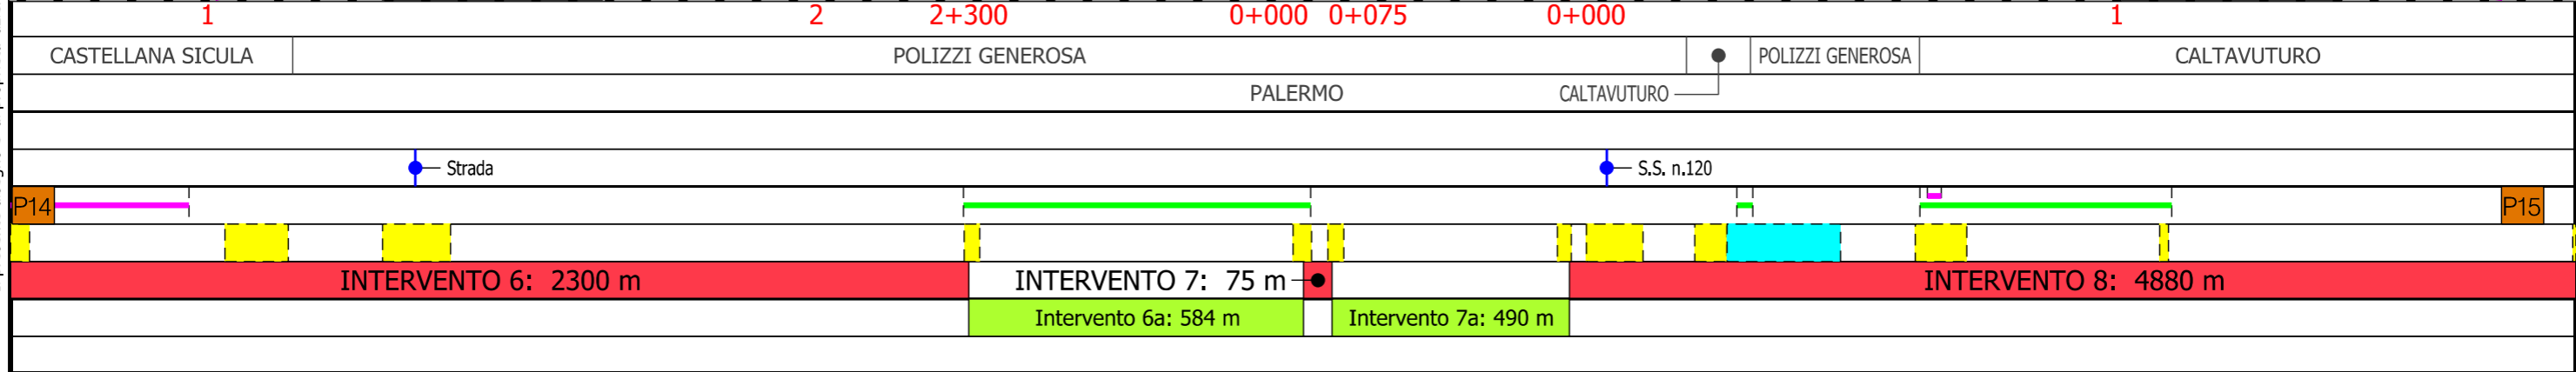 1 2 2+300 0+000 0+075 0+000 1
CASTELLANA SICULA POLIZZI GENEROSA POLIZZI GENEROSA CALTAVUTURO
PALERMO CALTAVUTURO
Strada S.S. n.120
P14 P15
INTERVENTO 6: 2300 m INTERVENTO 7: 75 m INTERVENTO 8: 4880 m
Intervento 6a: 584 m Intervento 7a: 490 m